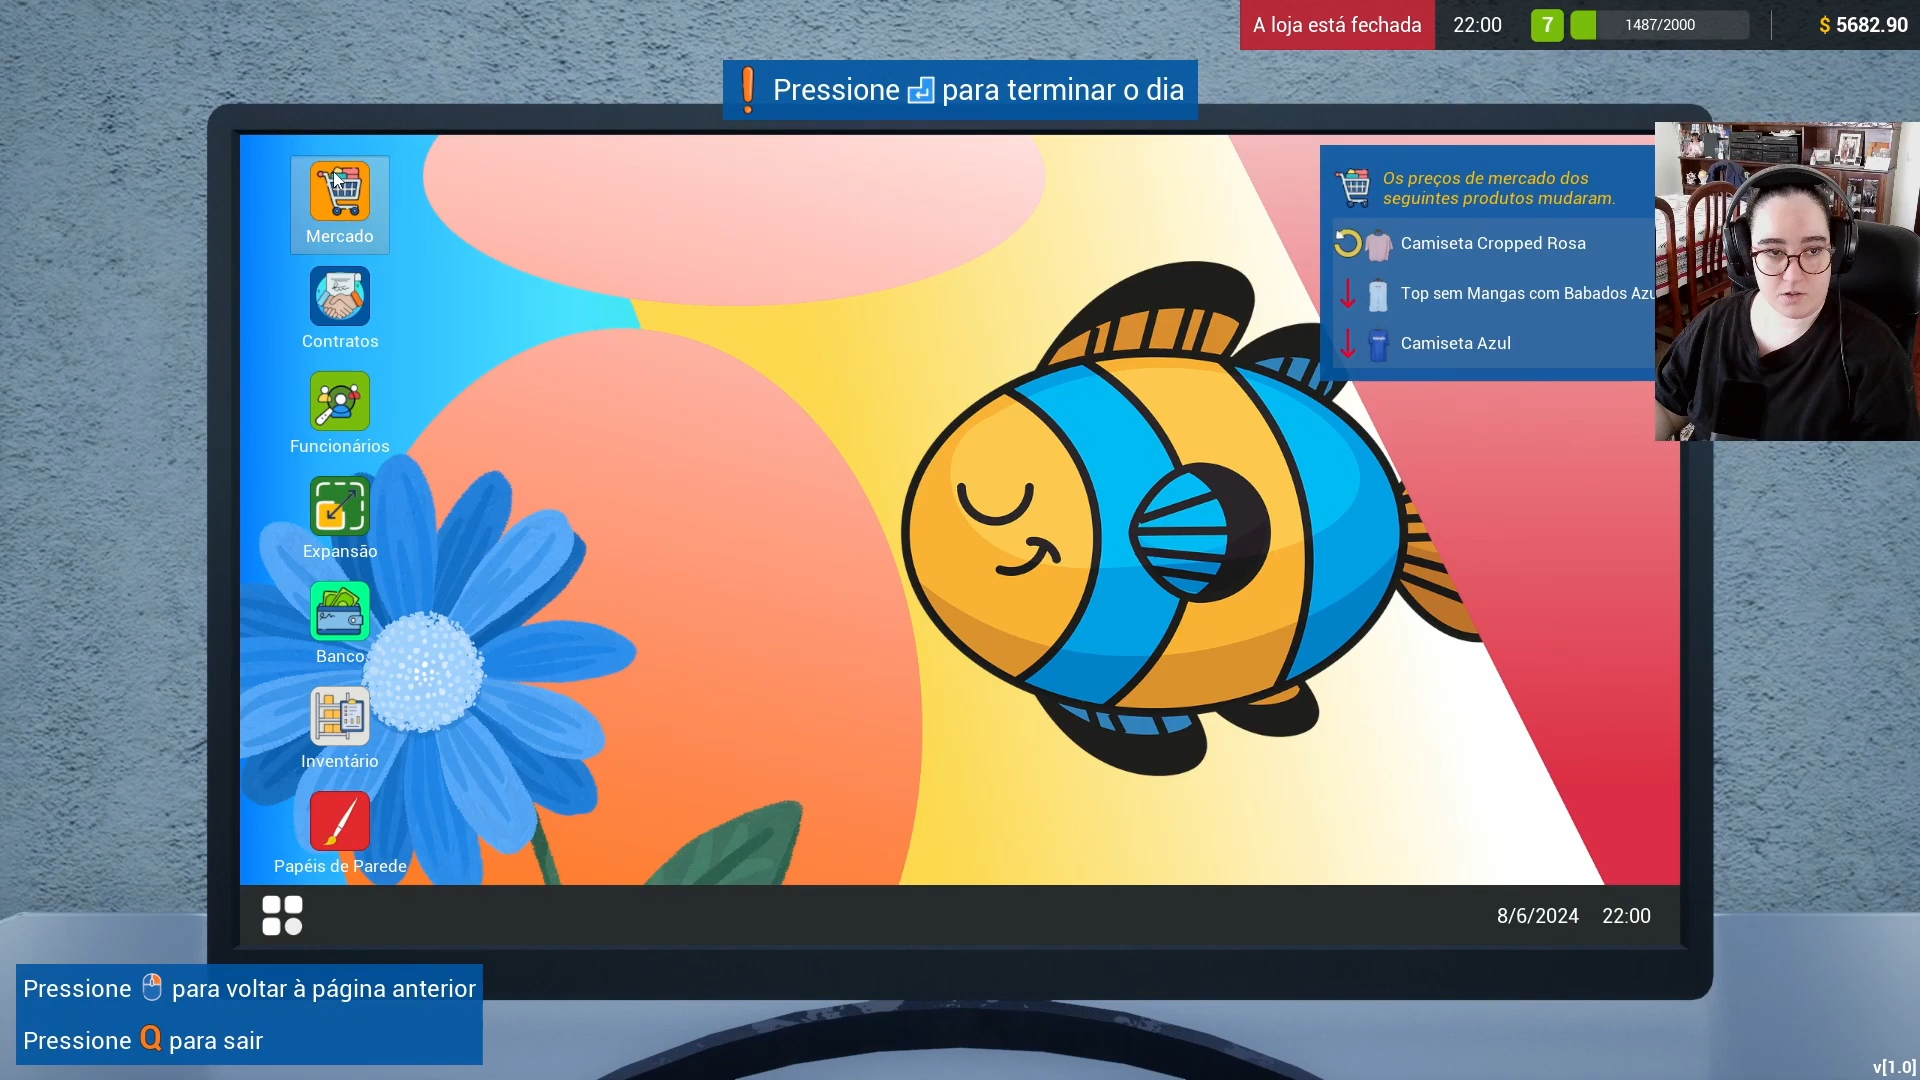 A loja está fechada
22:00
7
1487/2000
$ 5682.90
Pressione para terminar o dia
Mercado
Contratos
Funcionários
Expansão
Banco
Inventário
Papéis de Parede
Os preços de mercado dos
seguintes produtos mudaram.
Camiseta Cropped Rosa
Top sem Mangas com Babados Azu
Camiseta Azul
8/6/2024 22:00
Pressione para voltar à página anterior
Pressione Q para sair
v[1.0]